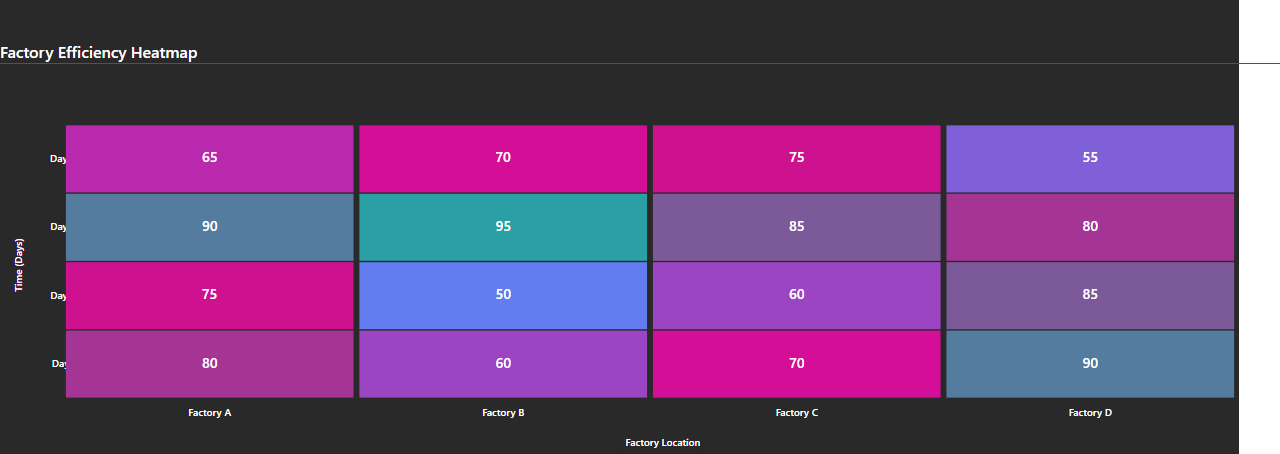 Factory Efficiency Heatmap
Time (Days)
Day 65 70 75 55
Day 90 95 85 80
Day 75 50 60 85
Day 80 60 70 90
Factory A Factory B Factory C Factory D
Factory Location